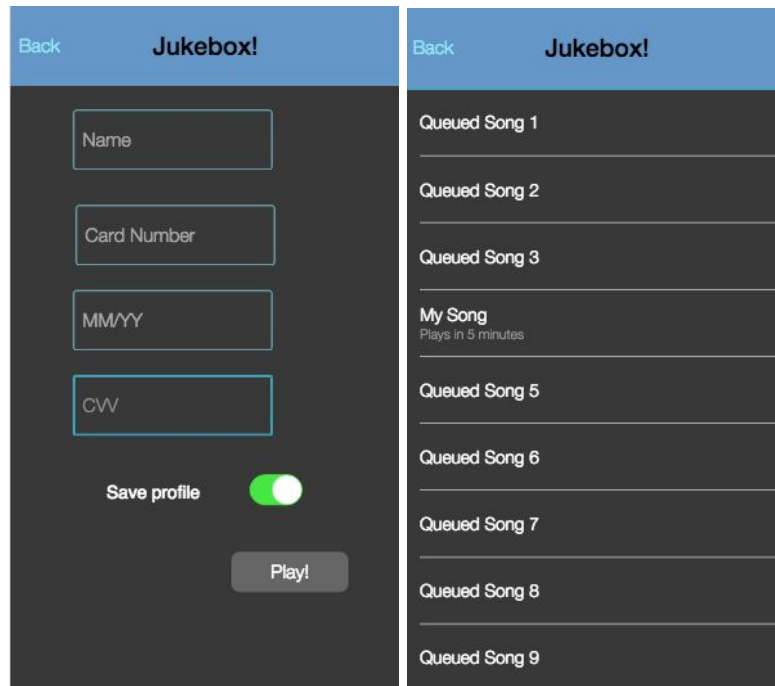 Back
Jukebox!
Name
Card Number
MM/YY
CVV
Save profile
Play!
Back
Jukebox!
Queued Song 1
Queued Song 2
Queued Song 3
My Song
Plays in 5 minutes
Queued Song 5
Queued Song 6
Queued Song 7
Queued Song 8
Queued Song 9